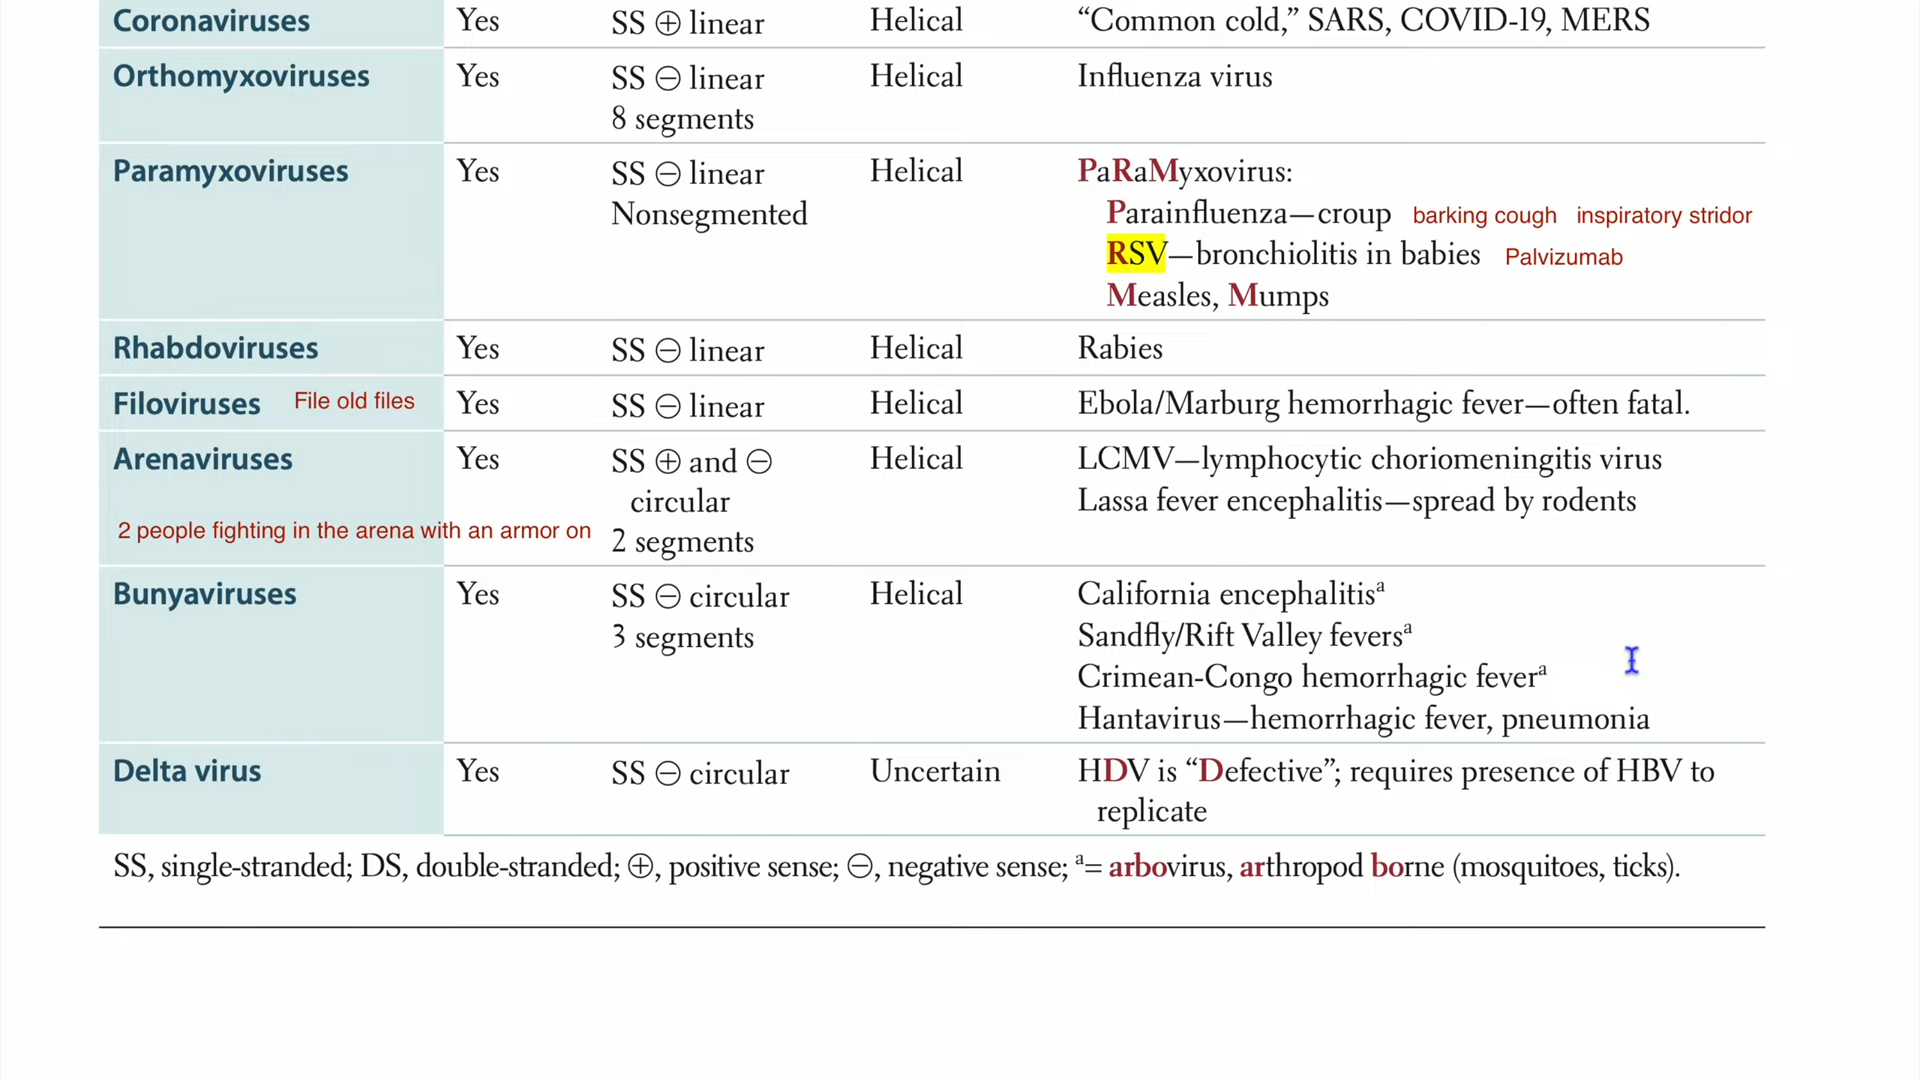 Coronaviruses Yes SS ⊕ linear Helical “Common cold,” SARS, COVID-19, MERS
Orthomyxoviruses Yes SS ⊖ linear Helical Influenza virus
8 segments
Paramyxoviruses Yes SS ⊖ linear Helical PaRaMyxovirus:
Nonsegmented Parainfluenza—croup barking cough inspiratory stridor
RSV—bronchiolitis in babies Palvizumab
Measles, Mumps
Rhabdoviruses Yes SS ⊖ linear Helical Rabies
Filoviruses File old files Yes SS ⊖ linear Helical Ebola/Marburg hemorrhagic fever—often fatal.
Arenaviruses Yes SS ⊕ and ⊖ Helical LCMV—lymphocytic choriomeningitis virus
circular Lassa fever encephalitis—spread by rodents
2 people fighting in the arena with an armor on 2 segments
Bunyaviruses Yes SS ⊖ circular Helical California encephalitisᵃ
3 segments Sandfly/Rift Valley feversᵃ
Crimean-Congo hemorrhagic feverᵃ
Hantavirus—hemorrhagic fever, pneumonia
Delta virus Yes SS ⊖ circular Uncertain HDV is “Defective”; requires presence of HBV to
replicate
SS, single-stranded; DS, double-stranded; ⊕, positive sense; ⊖, negative sense; ᵃ= arbovirus, arthropod borne (mosquitoes, ticks).